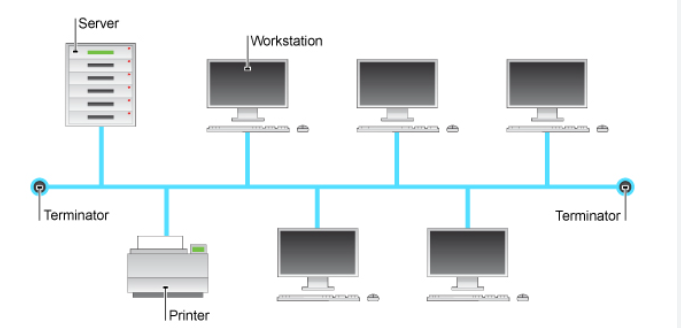 Server
Workstation
Terminator
Terminator
Printer